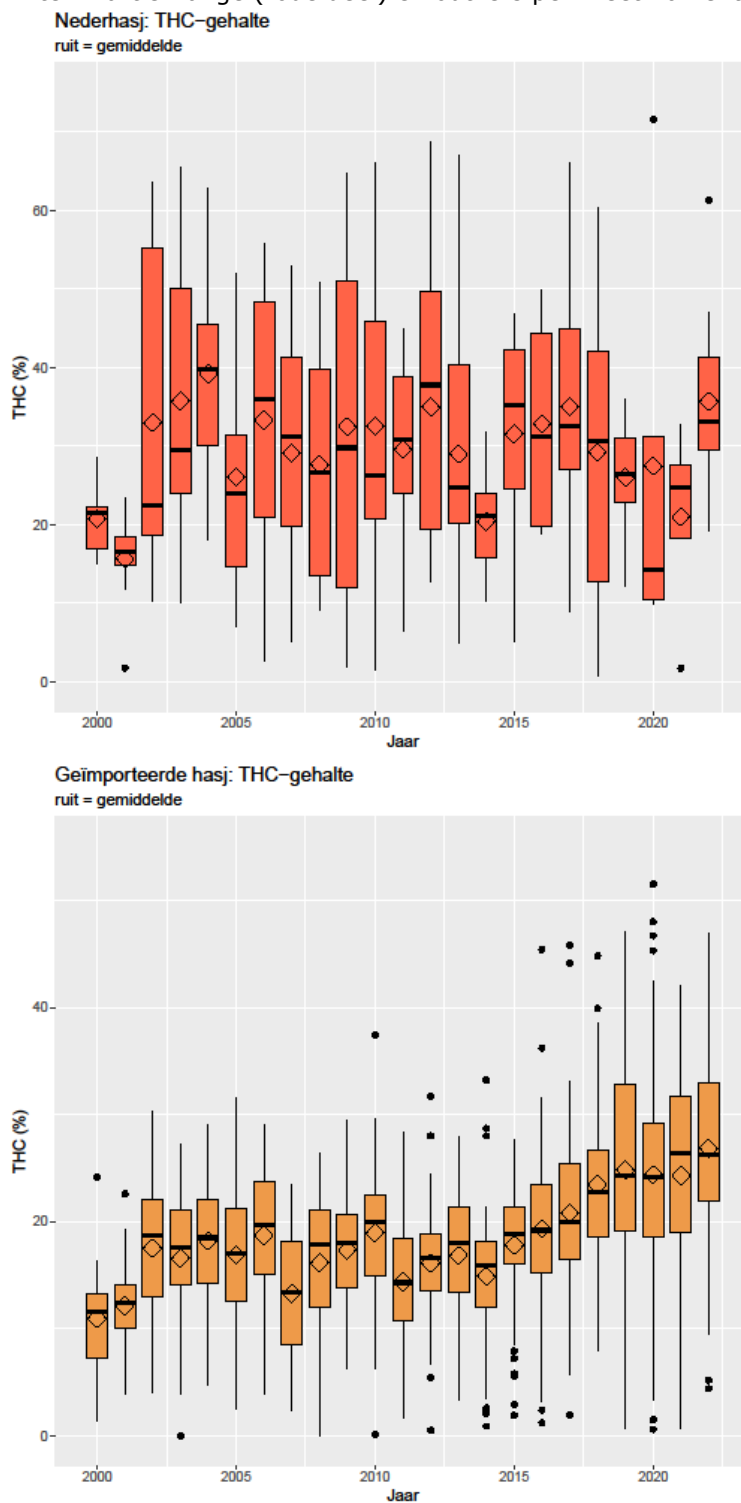 Nederhasj: THC-gehalte
ruit = gemiddelde
60
40
20
0
THC (%)
2000
2005
2010
2015
2020
Jaar
Geïmporteerde hasj: THC-gehalte
ruit = gemiddelde
40
20
0
THC (%)
2000
2005
2010
2015
2020
Jaar